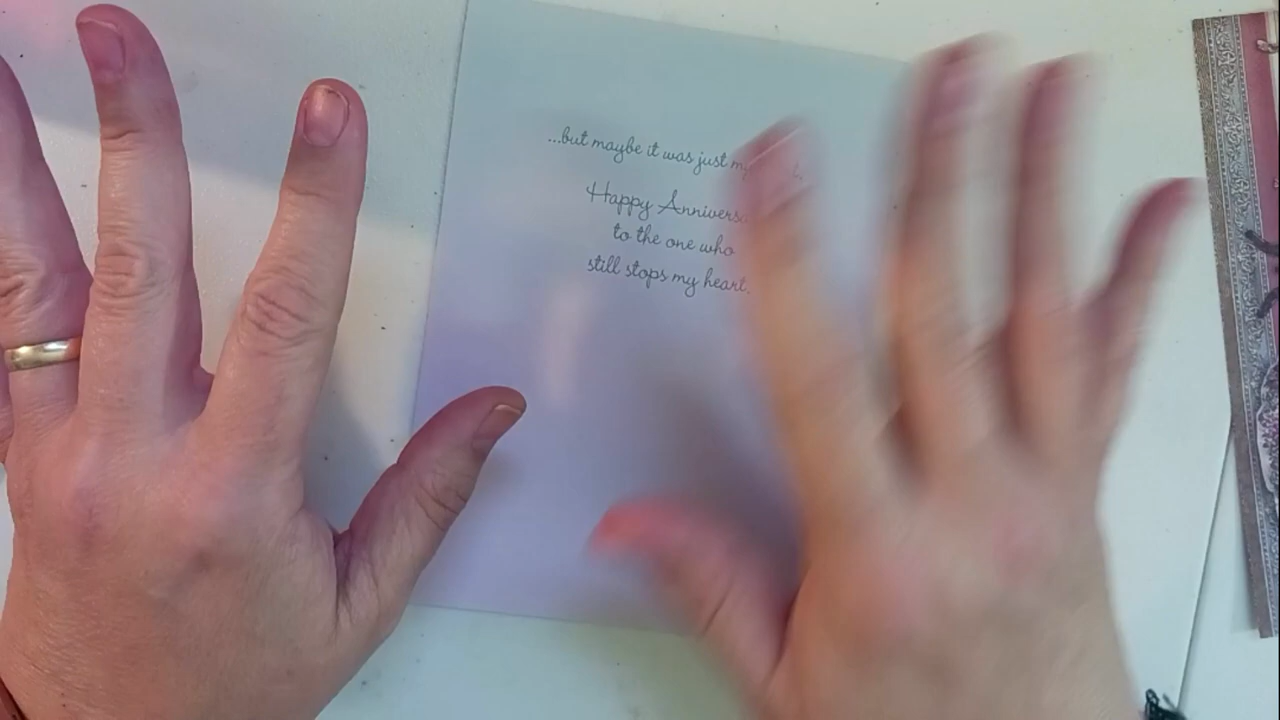 ...but maybe it was just
Happy
to the one who
still stops my heart.